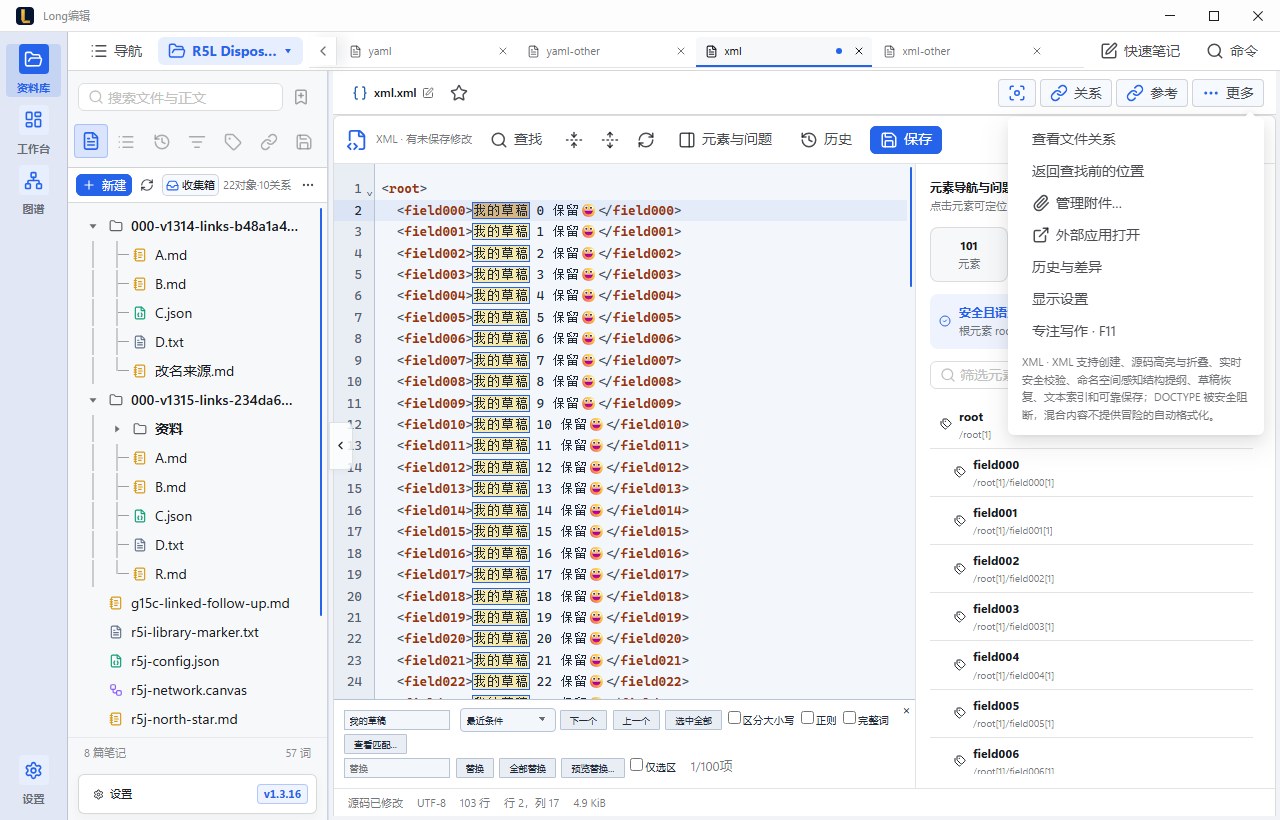 Long编辑
资料库
工作台
图谱
设置
导航
R5L Dispos...
yaml
yaml-other
xml
xml-other
快速笔记
命令
搜索文件与正文
新建
收集箱
22对象·10关系
000-v1314-links-b48a1a4...
A.md
B.md
C.json
D.txt
改名来源.md
000-v1315-links-234da6...
资料
A.md
B.md
C.json
D.txt
R.md
g15c-linked-follow-up.md
r5i-library-marker.txt
r5j-config.json
r5j-network.canvas
r5j-north-star.md
8 篇笔记
57 词
设置
v1.3.16
xml.xml
关系
参考
更多
XML · 有未保存修改
查找
元素与问题
历史
保存
1 <root>
2 <field000>我的草稿 0 保留😀</field000>
3 <field001>我的草稿 1 保留😀</field001>
4 <field002>我的草稿 2 保留😀</field002>
5 <field003>我的草稿 3 保留😀</field003>
6 <field004>我的草稿 4 保留😀</field004>
7 <field005>我的草稿 5 保留😀</field005>
8 <field006>我的草稿 6 保留😀</field006>
9 <field007>我的草稿 7 保留😀</field007>
10 <field008>我的草稿 8 保留😀</field008>
11 <field009>我的草稿 9 保留😀</field009>
12 <field010>我的草稿 10 保留😀</field010>
13 <field011>我的草稿 11 保留😀</field011>
14 <field012>我的草稿 12 保留😀</field012>
15 <field013>我的草稿 13 保留😀</field013>
16 <field014>我的草稿 14 保留😀</field014>
17 <field015>我的草稿 15 保留😀</field015>
18 <field016>我的草稿 16 保留😀</field016>
19 <field017>我的草稿 17 保留😀</field017>
20 <field018>我的草稿 18 保留😀</field018>
21 <field019>我的草稿 19 保留😀</field019>
22 <field020>我的草稿 20 保留😀</field020>
23 <field021>我的草稿 21 保留😀</field021>
24 <field022>我的草稿 22 保留😀</field022>
我的草稿
最近条件
下一个
上一个
选中全部
区分大小写
正则
完整词
×
查看匹配...
替换
替换
全部替换
预览替换...
仅选区
1/100项
源码已修改
UTF-8
103 行
行 2，列 17
4.9 KiB
元素导航与问
点击元素可定位
101
元素
安全且语
根元素 roo
筛选元素
root
/root[1]
field000
/root[1]/field000[1]
field001
/root[1]/field001[1]
field002
/root[1]/field002[1]
field003
/root[1]/field003[1]
field004
/root[1]/field004[1]
field005
/root[1]/field005[1]
field006
/root[1]/field006[1]
查看文件关系
返回查找前的位置
管理附件...
外部应用打开
历史与差异
显示设置
专注写作 · F11
XML · XML 支持创建、源码高亮与折叠、实时
安全校验、命名空间感知结构提纲、草稿恢
复、文本索引和可靠保存；DOCTYPE 被安全阻
断，混合内容不提供冒险的自动格式化。